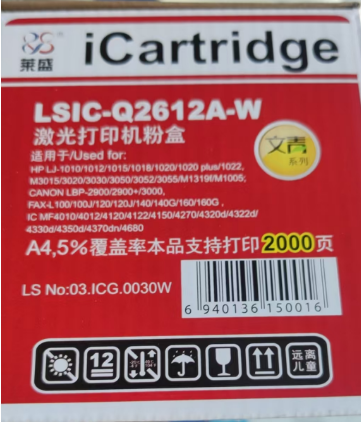 莱盛
iCartridge
LSIC-Q2612A-W
激光打印机粉盒
适用于/Used for:
HP LJ-1010/1012/1015/1018/1020/1020 plus/1022,
M3015/3020/3030/3050/3052/3055/M1319f/M1005;
CANON LBP-2900/2900+/3000,
FAX-L100/100J/120/120J/140/140G/160/160G ,
IC MF4010/4012/4120/4122/4150/4270/4320d/4322d/
4330d/4350d/4370dn/4680
文青
系列
A4,5%覆盖率本品支持打印2000页
LS No:03.ICG.0030W
6 940136 150016
12
远离
儿童